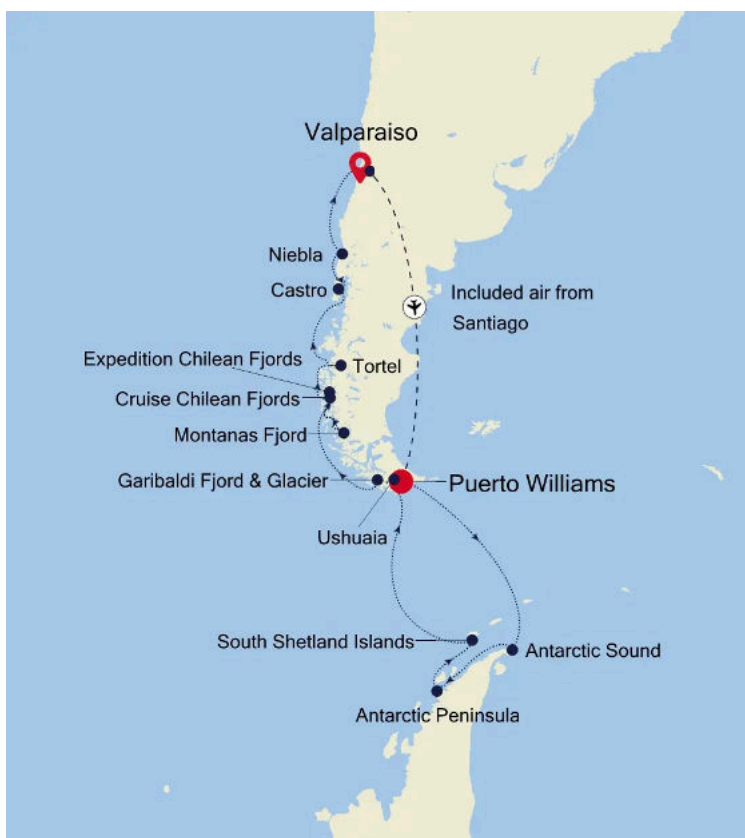 Valparaiso
Niebla
Castro
Included air from
Santiago
Expedition Chilean Fjords
Tortel
Cruise Chilean Fjords
Montanas Fjord
Garibaldi Fjord & Glacier
Puerto Williams
Ushuaia
South Shetland Islands
Antarctic Sound
Antarctic Peninsula